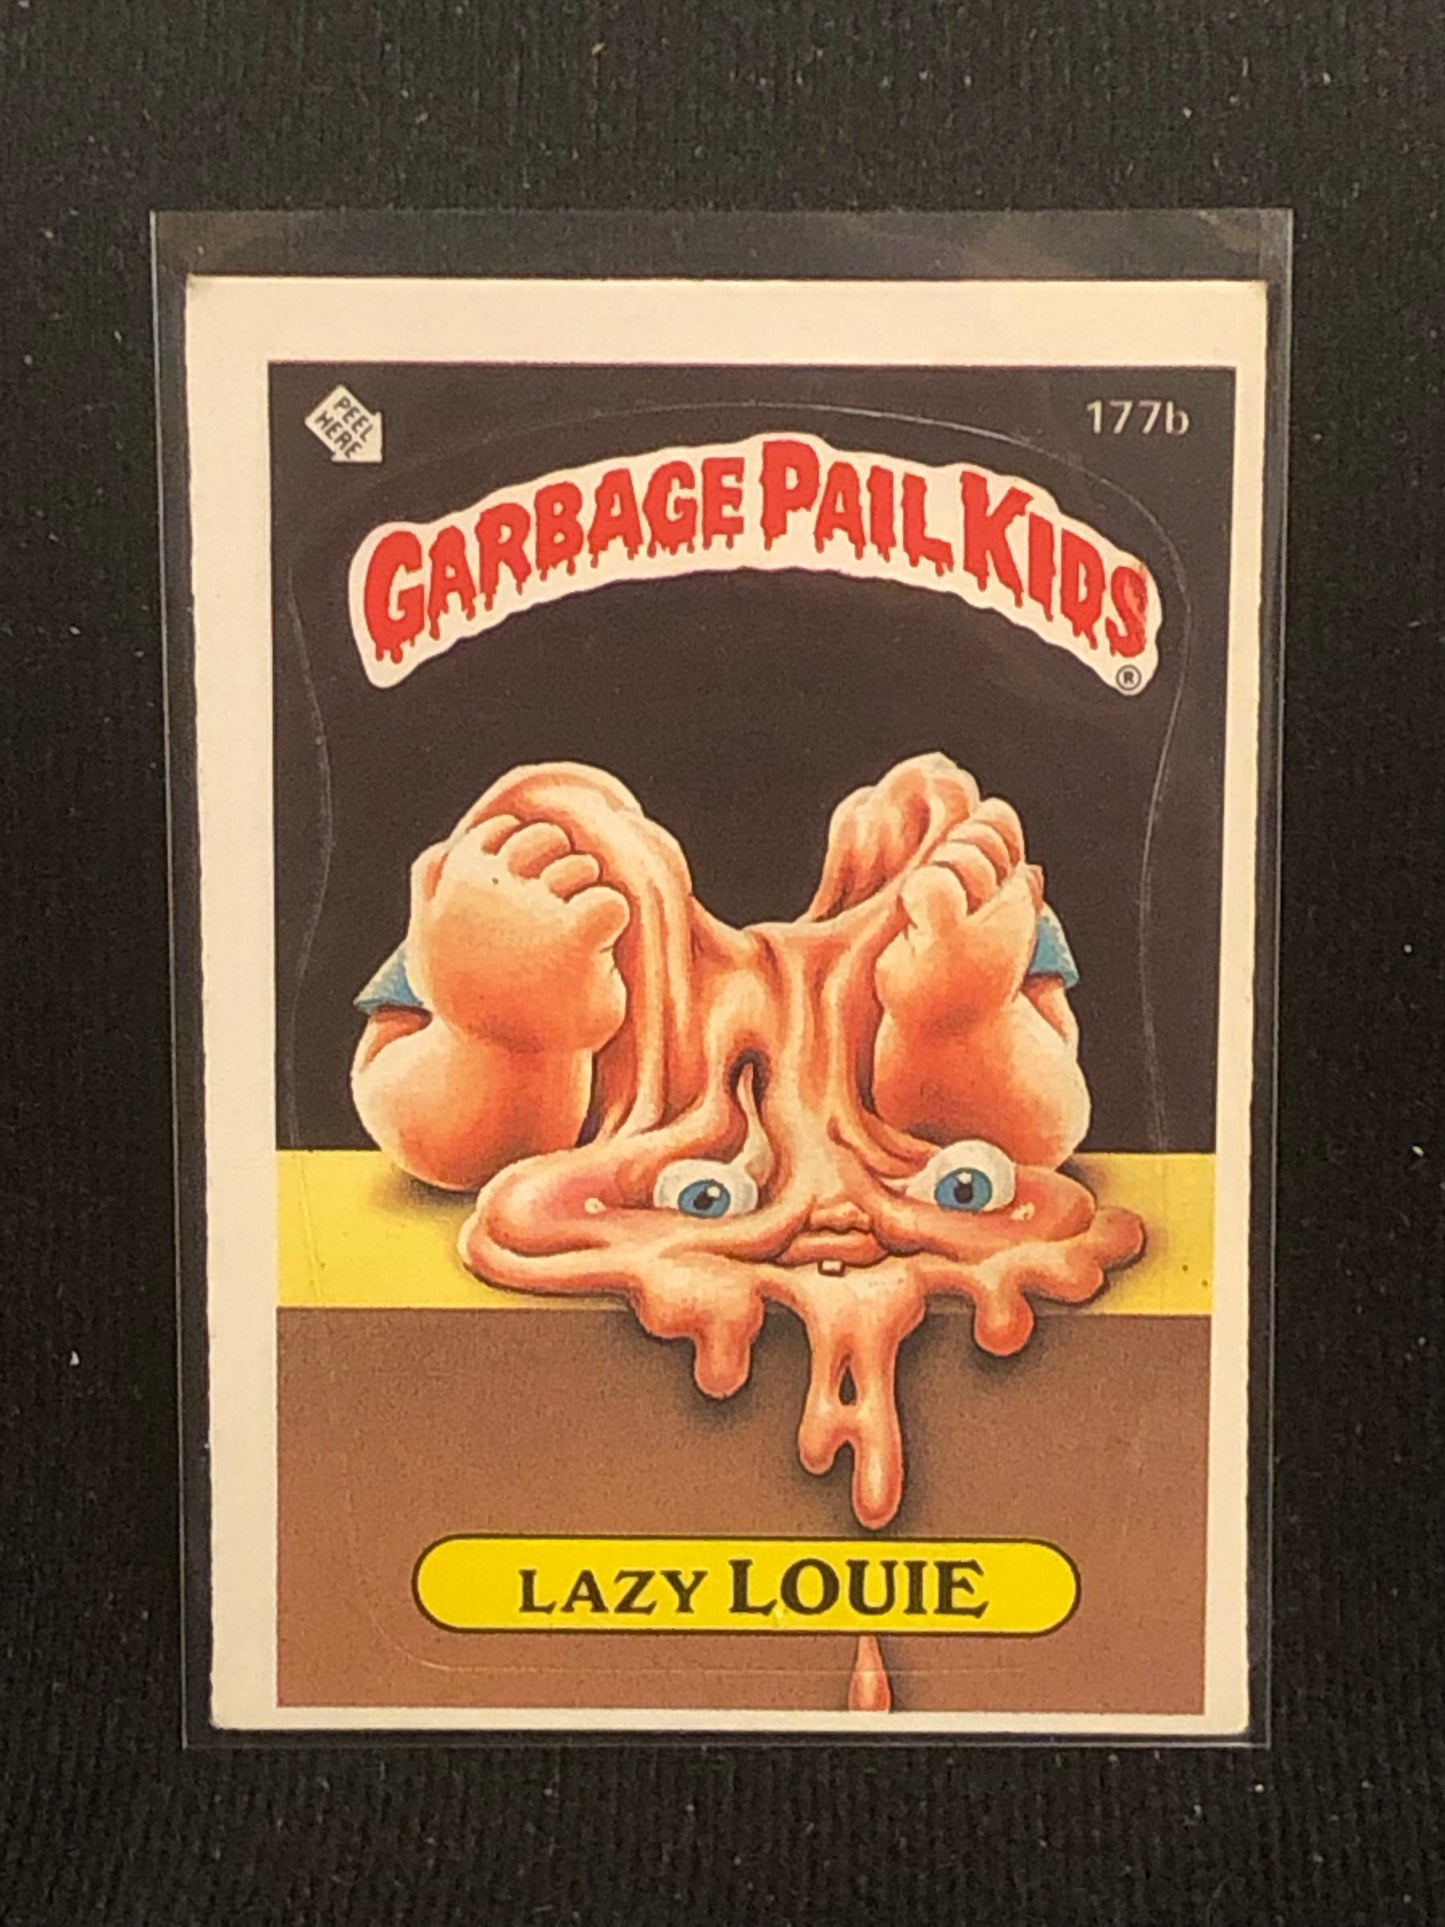 PEEL
HERE
177b
GARBAGE PAIL KIDS
®
LAZY LOUIE